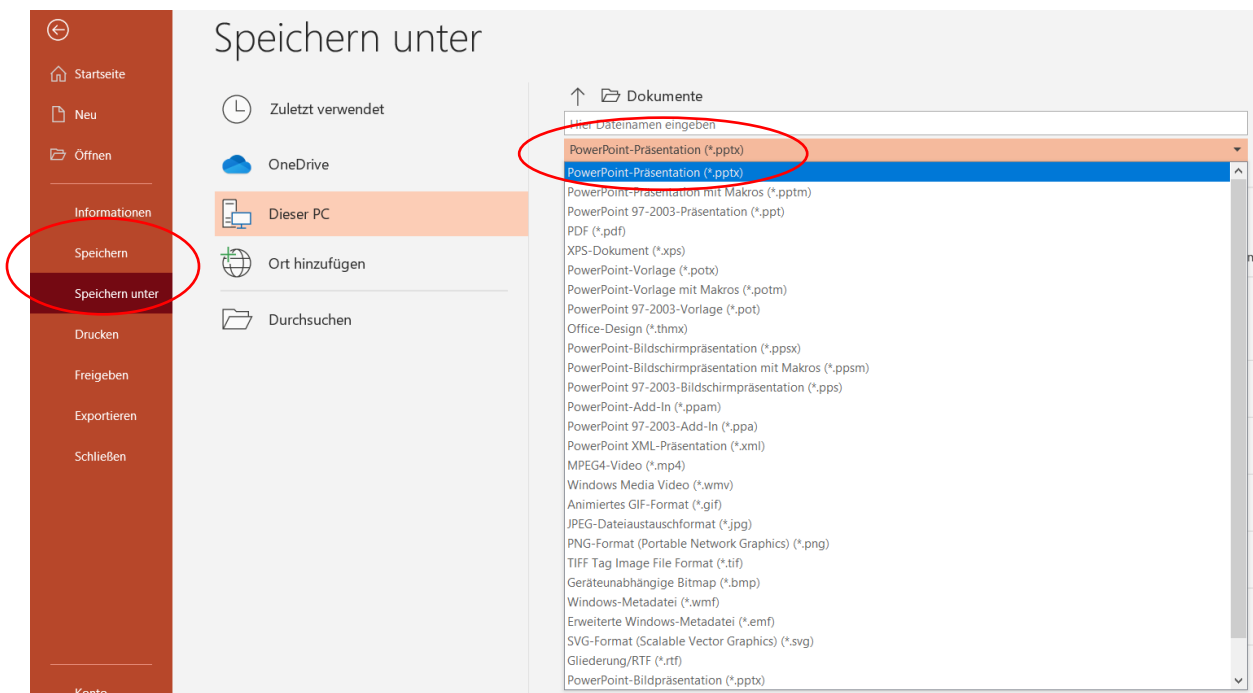 Speichern unter
Startseite
Neu
Öffnen
Informationen
Speichern
Speichern unter
Drucken
Freigeben
Exportieren
Schließen
Konto
Zuletzt verwendet
OneDrive
Dieser PC
Ort hinzufügen
Durchsuchen
Dokumente
Hier Dateinamen eingeben
PowerPoint-Präsentation (*.pptx)
PowerPoint-Präsentation (*.pptx)
PowerPoint-Präsentation mit Makros (*.pptm)
PowerPoint 97-2003-Präsentation (*.ppt)
PDF (*.pdf)
XPS-Dokument (*.xps)
PowerPoint-Vorlage (*.potx)
PowerPoint-Vorlage mit Makros (*.potm)
PowerPoint 97-2003-Vorlage (*.pot)
Office-Design (*.thmx)
PowerPoint-Bildschirmpräsentation (*.ppsx)
PowerPoint-Bildschirmpräsentation mit Makros (*.ppsm)
PowerPoint 97-2003-Bildschirmpräsentation (*.pps)
PowerPoint-Add-In (*.ppam)
PowerPoint 97-2003-Add-In (*.ppa)
PowerPoint XML-Präsentation (*.xml)
MPEG4-Video (*.mp4)
Windows Media Video (*.wmv)
Animiertes GIF-Format (*.gif)
JPEG-Dateiaustauschformat (*.jpg)
PNG-Format (Portable Network Graphics) (*.png)
TIFF Tag Image File Format (*.tif)
Geräteunabhängige Bitmap (*.bmp)
Windows-Metadatei (*.wmf)
Erweiterte Windows-Metadatei (*.emf)
SVG-Format (Scalable Vector Graphics) (*.svg)
Gliederung/RTF (*.rtf)
PowerPoint-Bildpräsentation (*.pptx)